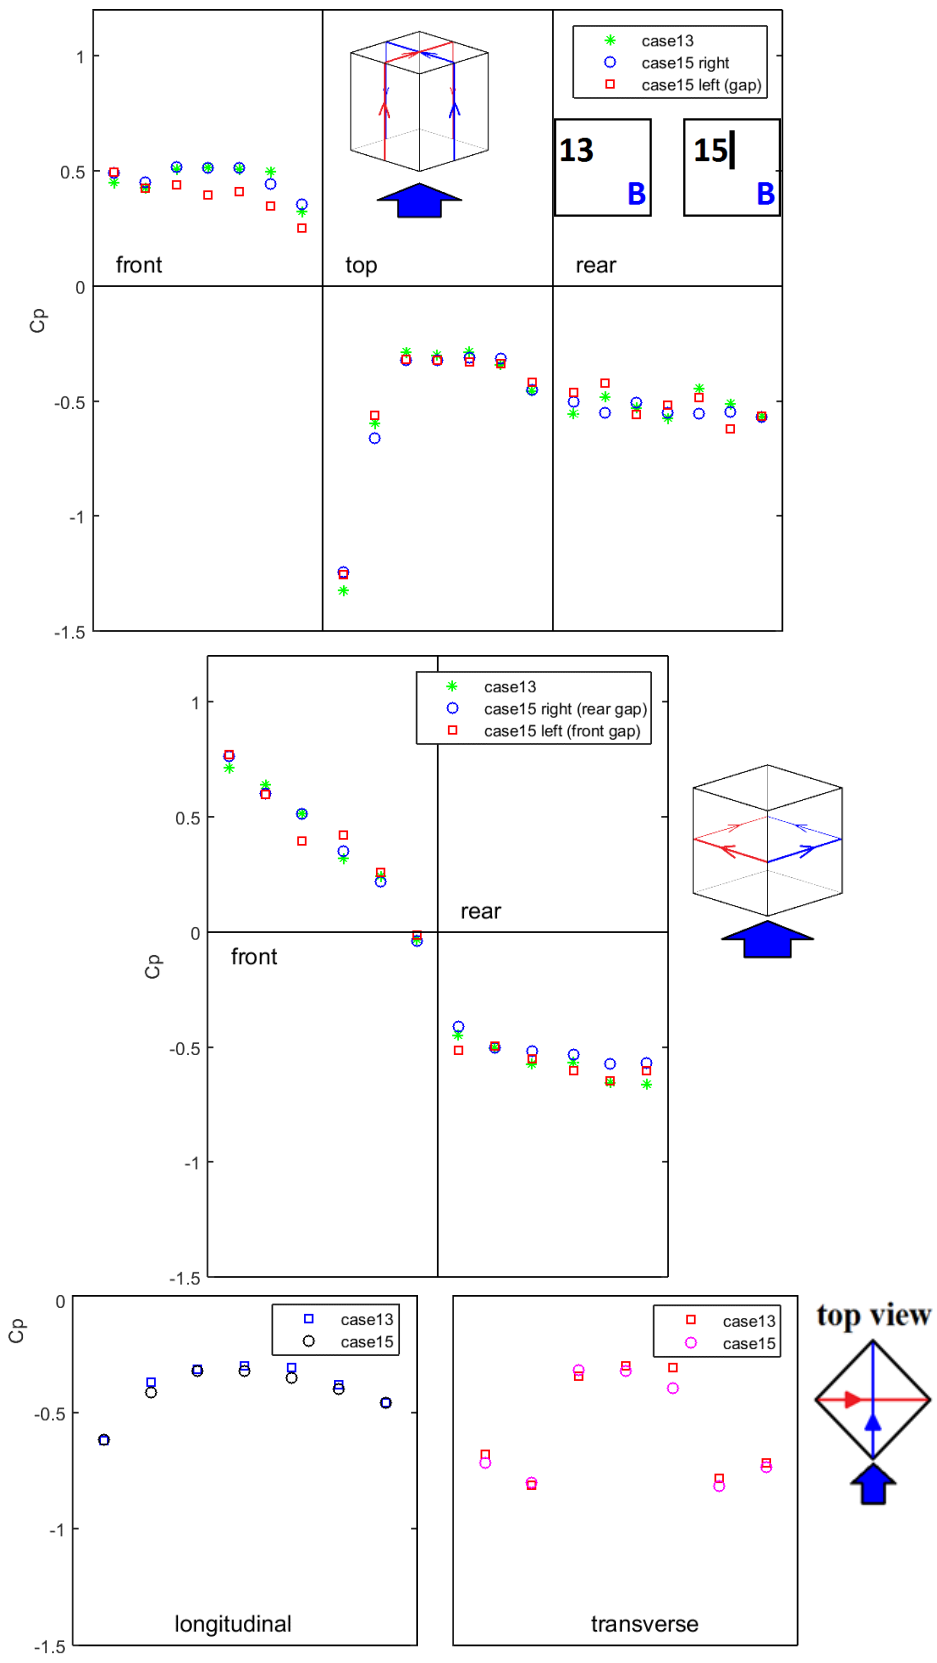 1
case13
case15 right
case15 left (gap)
13
15
B
B
0.5
front
top
rear
0
Cp
-0.5
-1
-1.5
1
case13
case15 right (rear gap)
case15 left (front gap)
0.5
rear
0
front
Cp
-0.5
-1
-1.5
0
case13
case15
case13
case15
top view
Cp
-0.5
-1
longitudinal
transverse
-1.5